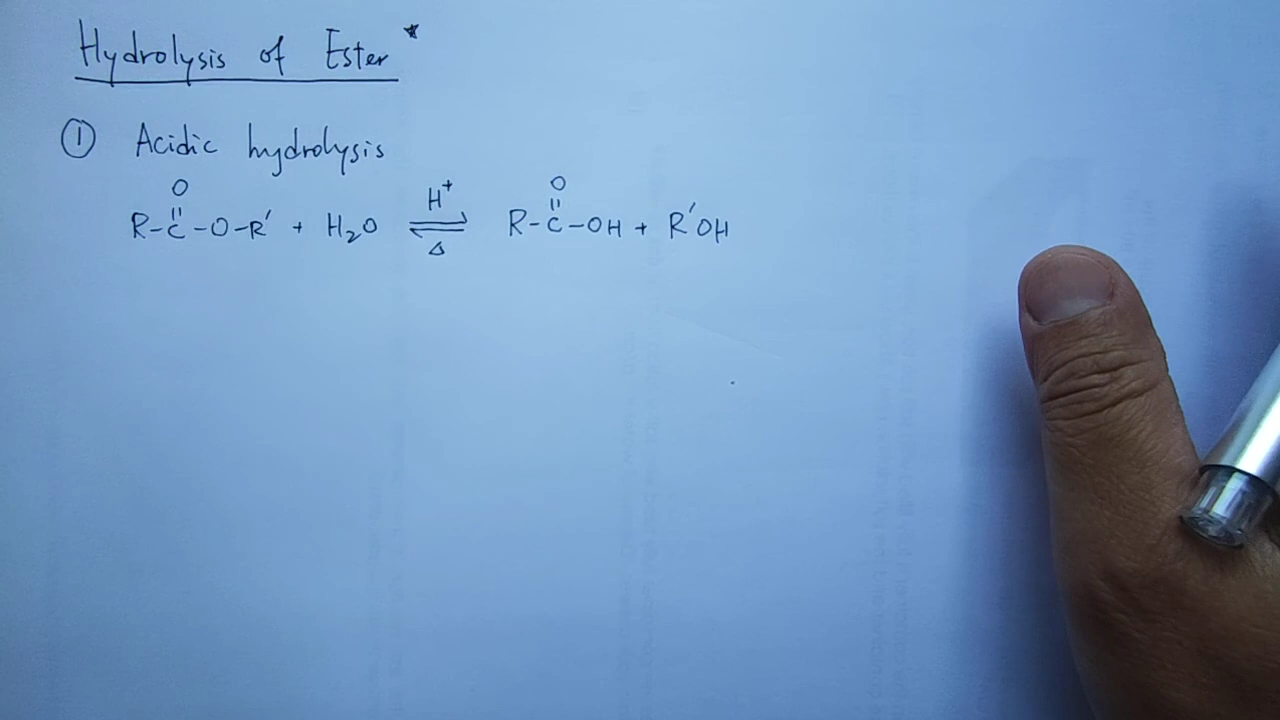 Hydrolysis of Ester *
① Acidic hydrolysis
O H⁺ O
R-C-O-R′ + H₂O ⇌ R-C-OH + R′OH
Δ